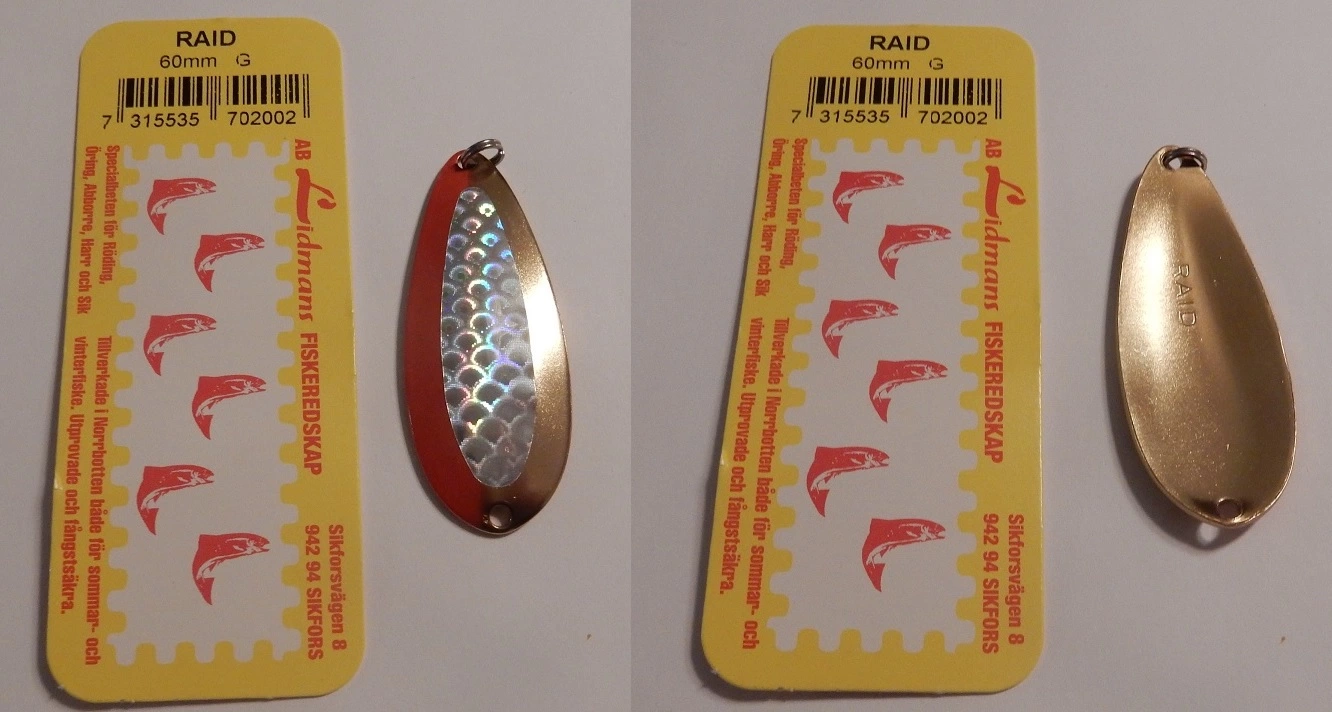 RAID
60mm G
7 315535 702002
AB Lidmans FISKEREDSKAP
Sikforsvägen 8
942 94 SIKFORS
Specialbeten för Röding,
Öring, Abborre, Harr och Sik
Tillverkade i Norrbotten både för sommar- och
vinterfiske. Utprovade och fångstsäkra.
RAID
60mm G
7 315535 702002
AB Lidmans FISKEREDSKAP
Sikforsvägen 8
942 94 SIKFORS
Specialbeten för Röding,
Öring, Abborre, Harr och Sik
Tillverkade i Norrbotten både för sommar- och
vinterfiske. Utprovade och fångstsäkra.
RAID